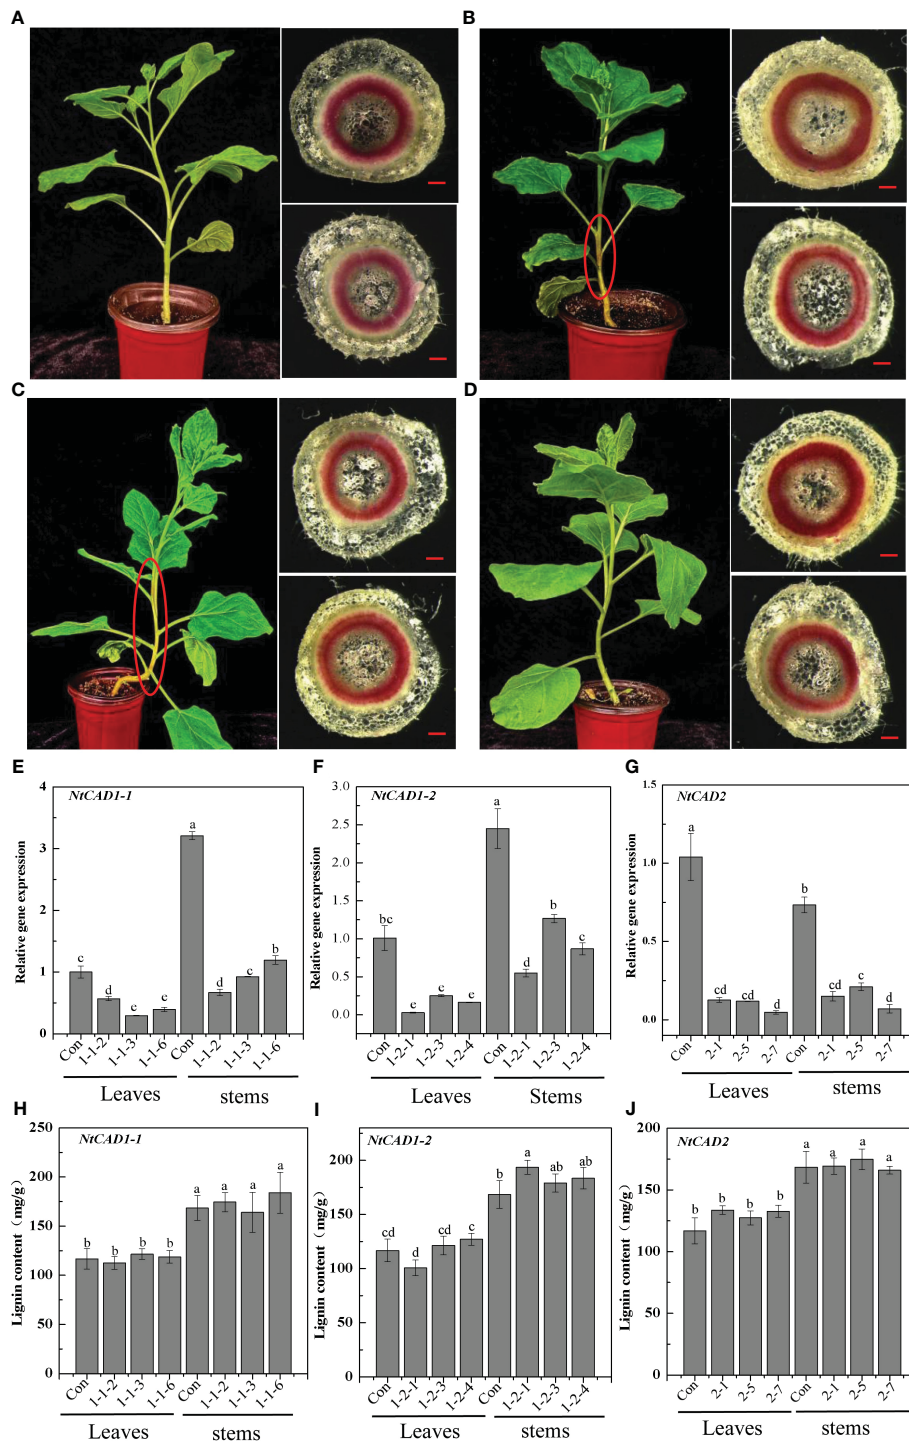 A
B
C
D
E
NtCAD1-1
Relative gene expression
4
3
2
1
0
c
d
e
e
a
d
c
b
Con
1-1-2
1-1-3
1-1-6
Con
1-1-2
1-1-3
1-1-6
Leaves
stems
F
NtCAD1-2
Relative gene expression
3.0
2.5
2.0
1.5
1.0
0.5
0.0
bc
e
e
e
a
d
b
c
Con
1-2-1
1-2-3
1-2-4
Con
1-2-1
1-2-3
1-2-4
Leaves
Stems
G
NtCAD2
Relative gene expression
1.5
1.0
0.5
0.0
a
cd
cd
d
b
cd
c
d
Con
2-1
2-5
2-7
Con
2-1
2-5
2-7
Leaves
stems
H
NtCAD1-1
Lignin content（mg/g）
250
200
150
100
50
0
b
b
b
b
a
a
a
a
Con
1-1-2
1-1-3
1-1-6
Con
1-1-2
1-1-3
1-1-6
Leaves
stems
I
NtCAD1-2
Lignin content（mg/g）
200
150
100
50
0
cd
d
cd
c
b
a
ab
ab
Con
1-2-1
1-2-3
1-2-4
Con
1-2-1
1-2-3
1-2-4
Leaves
stems
J
NtCAD2
Lignin content（mg/g）
200
150
100
50
0
b
b
b
b
a
a
a
a
Con
2-1
2-5
2-7
Con
2-1
2-5
2-7
Leaves
stems